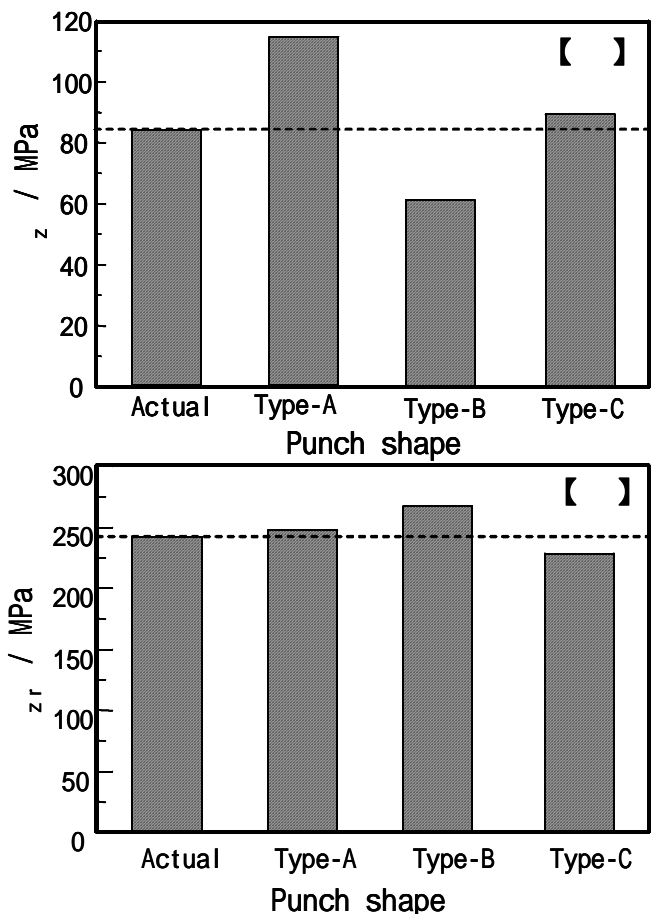 120
100
80
60
40
20
0
z / MPa
【 】
Actual Type-A Type-B Type-C
Punch shape
300
250
200
150
100
50
0
zr / MPa
【 】
Actual Type-A Type-B Type-C
Punch shape